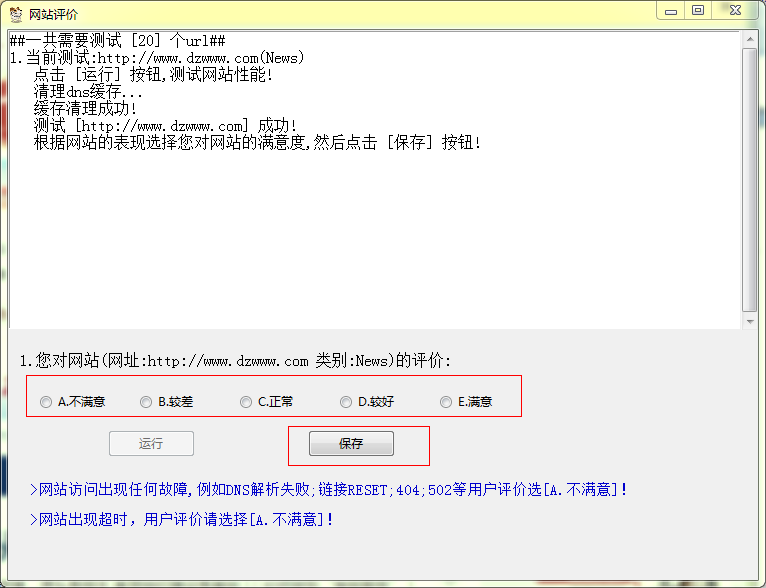 网站评价
##一共需要测试 [20] 个url##
1.当前测试:http://www.dzwww.com(News)
点击 [运行] 按钮,测试网站性能!
清理dns缓存...
缓存清理成功!
测试 [http://www.dzwww.com] 成功!
根据网站的表现选择您对网站的满意度,然后点击 [保存] 按钮!
1.您对网站(网址:http://www.dzwww.com 类别:News)的评价:
A.不满意 B.较差 C.正常 D.较好 E.满意
运行 保存
>网站访问出现任何故障,例如DNS解析失败;链接RESET;404;502等用户评价选[A.不满意]!
>网站出现超时，用户评价请选择[A.不满意]!